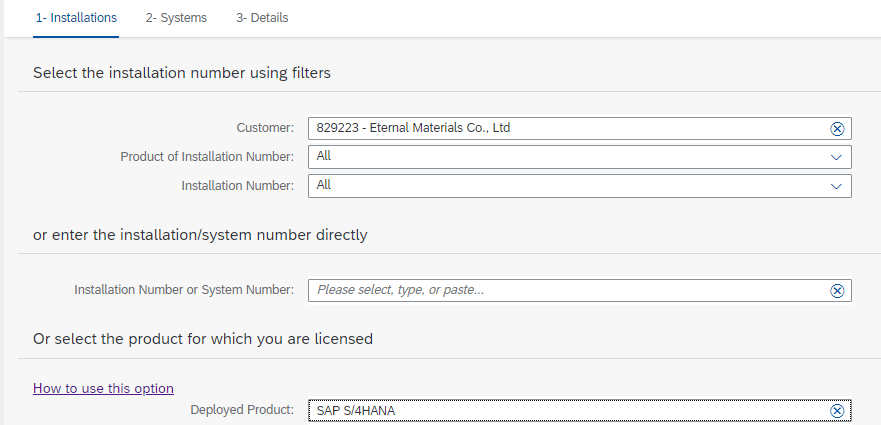 1- Installations 2- Systems 3- Details
Select the installation number using filters
Customer: 829223 - Eternal Materials Co., Ltd
Product of Installation Number: All
Installation Number: All
or enter the installation/system number directly
Installation Number or System Number: Please select, type, or paste...
Or select the product for which you are licensed
How to use this option
Deployed Product: SAP S/4HANA